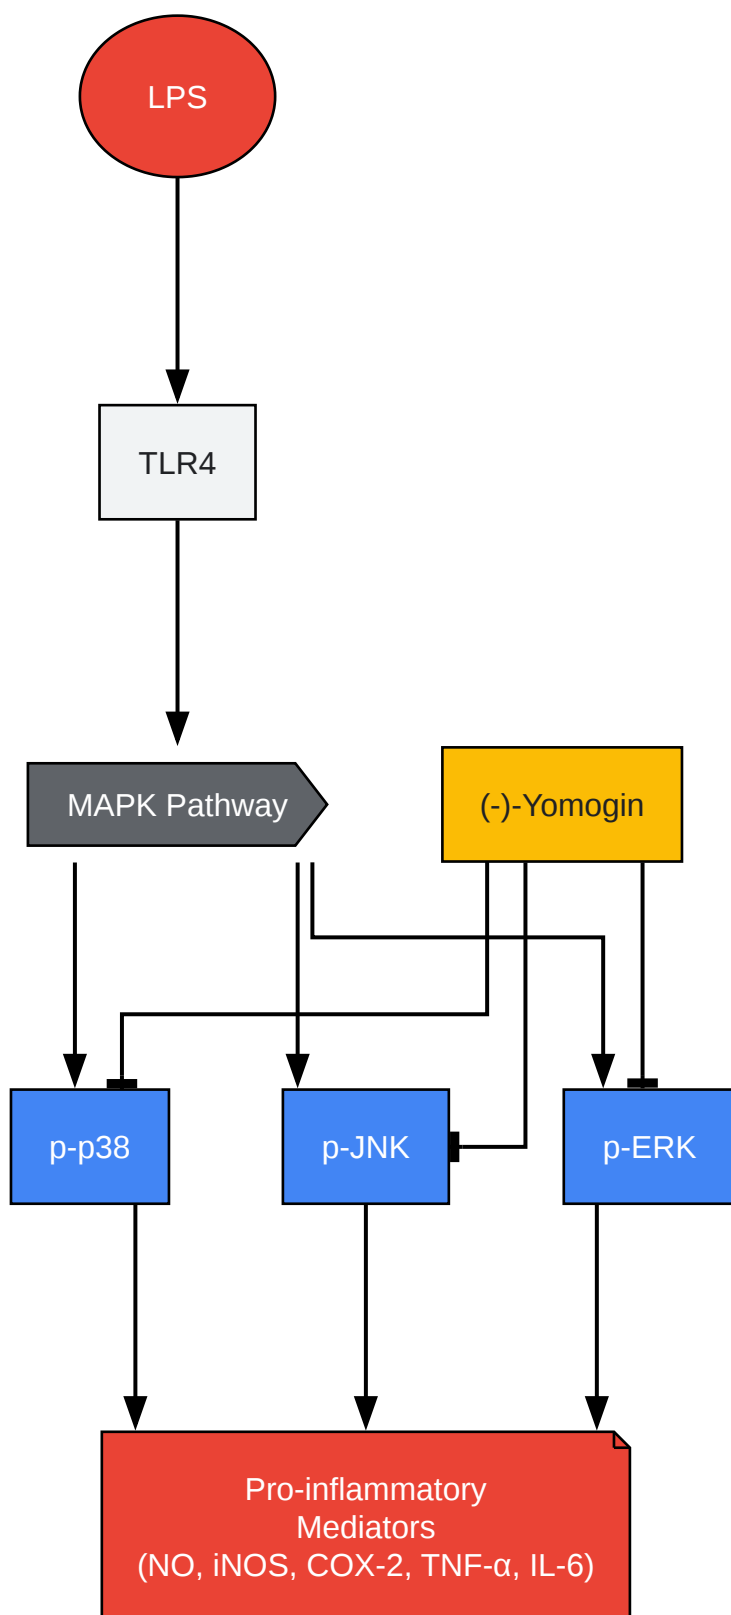 LPS
TLR4
MAPK Pathway
(-)-Yomogin
p-p38
p-JNK
p-ERK
Pro-inflammatory
Mediators
(NO, iNOS, COX-2, TNF-α, IL-6)